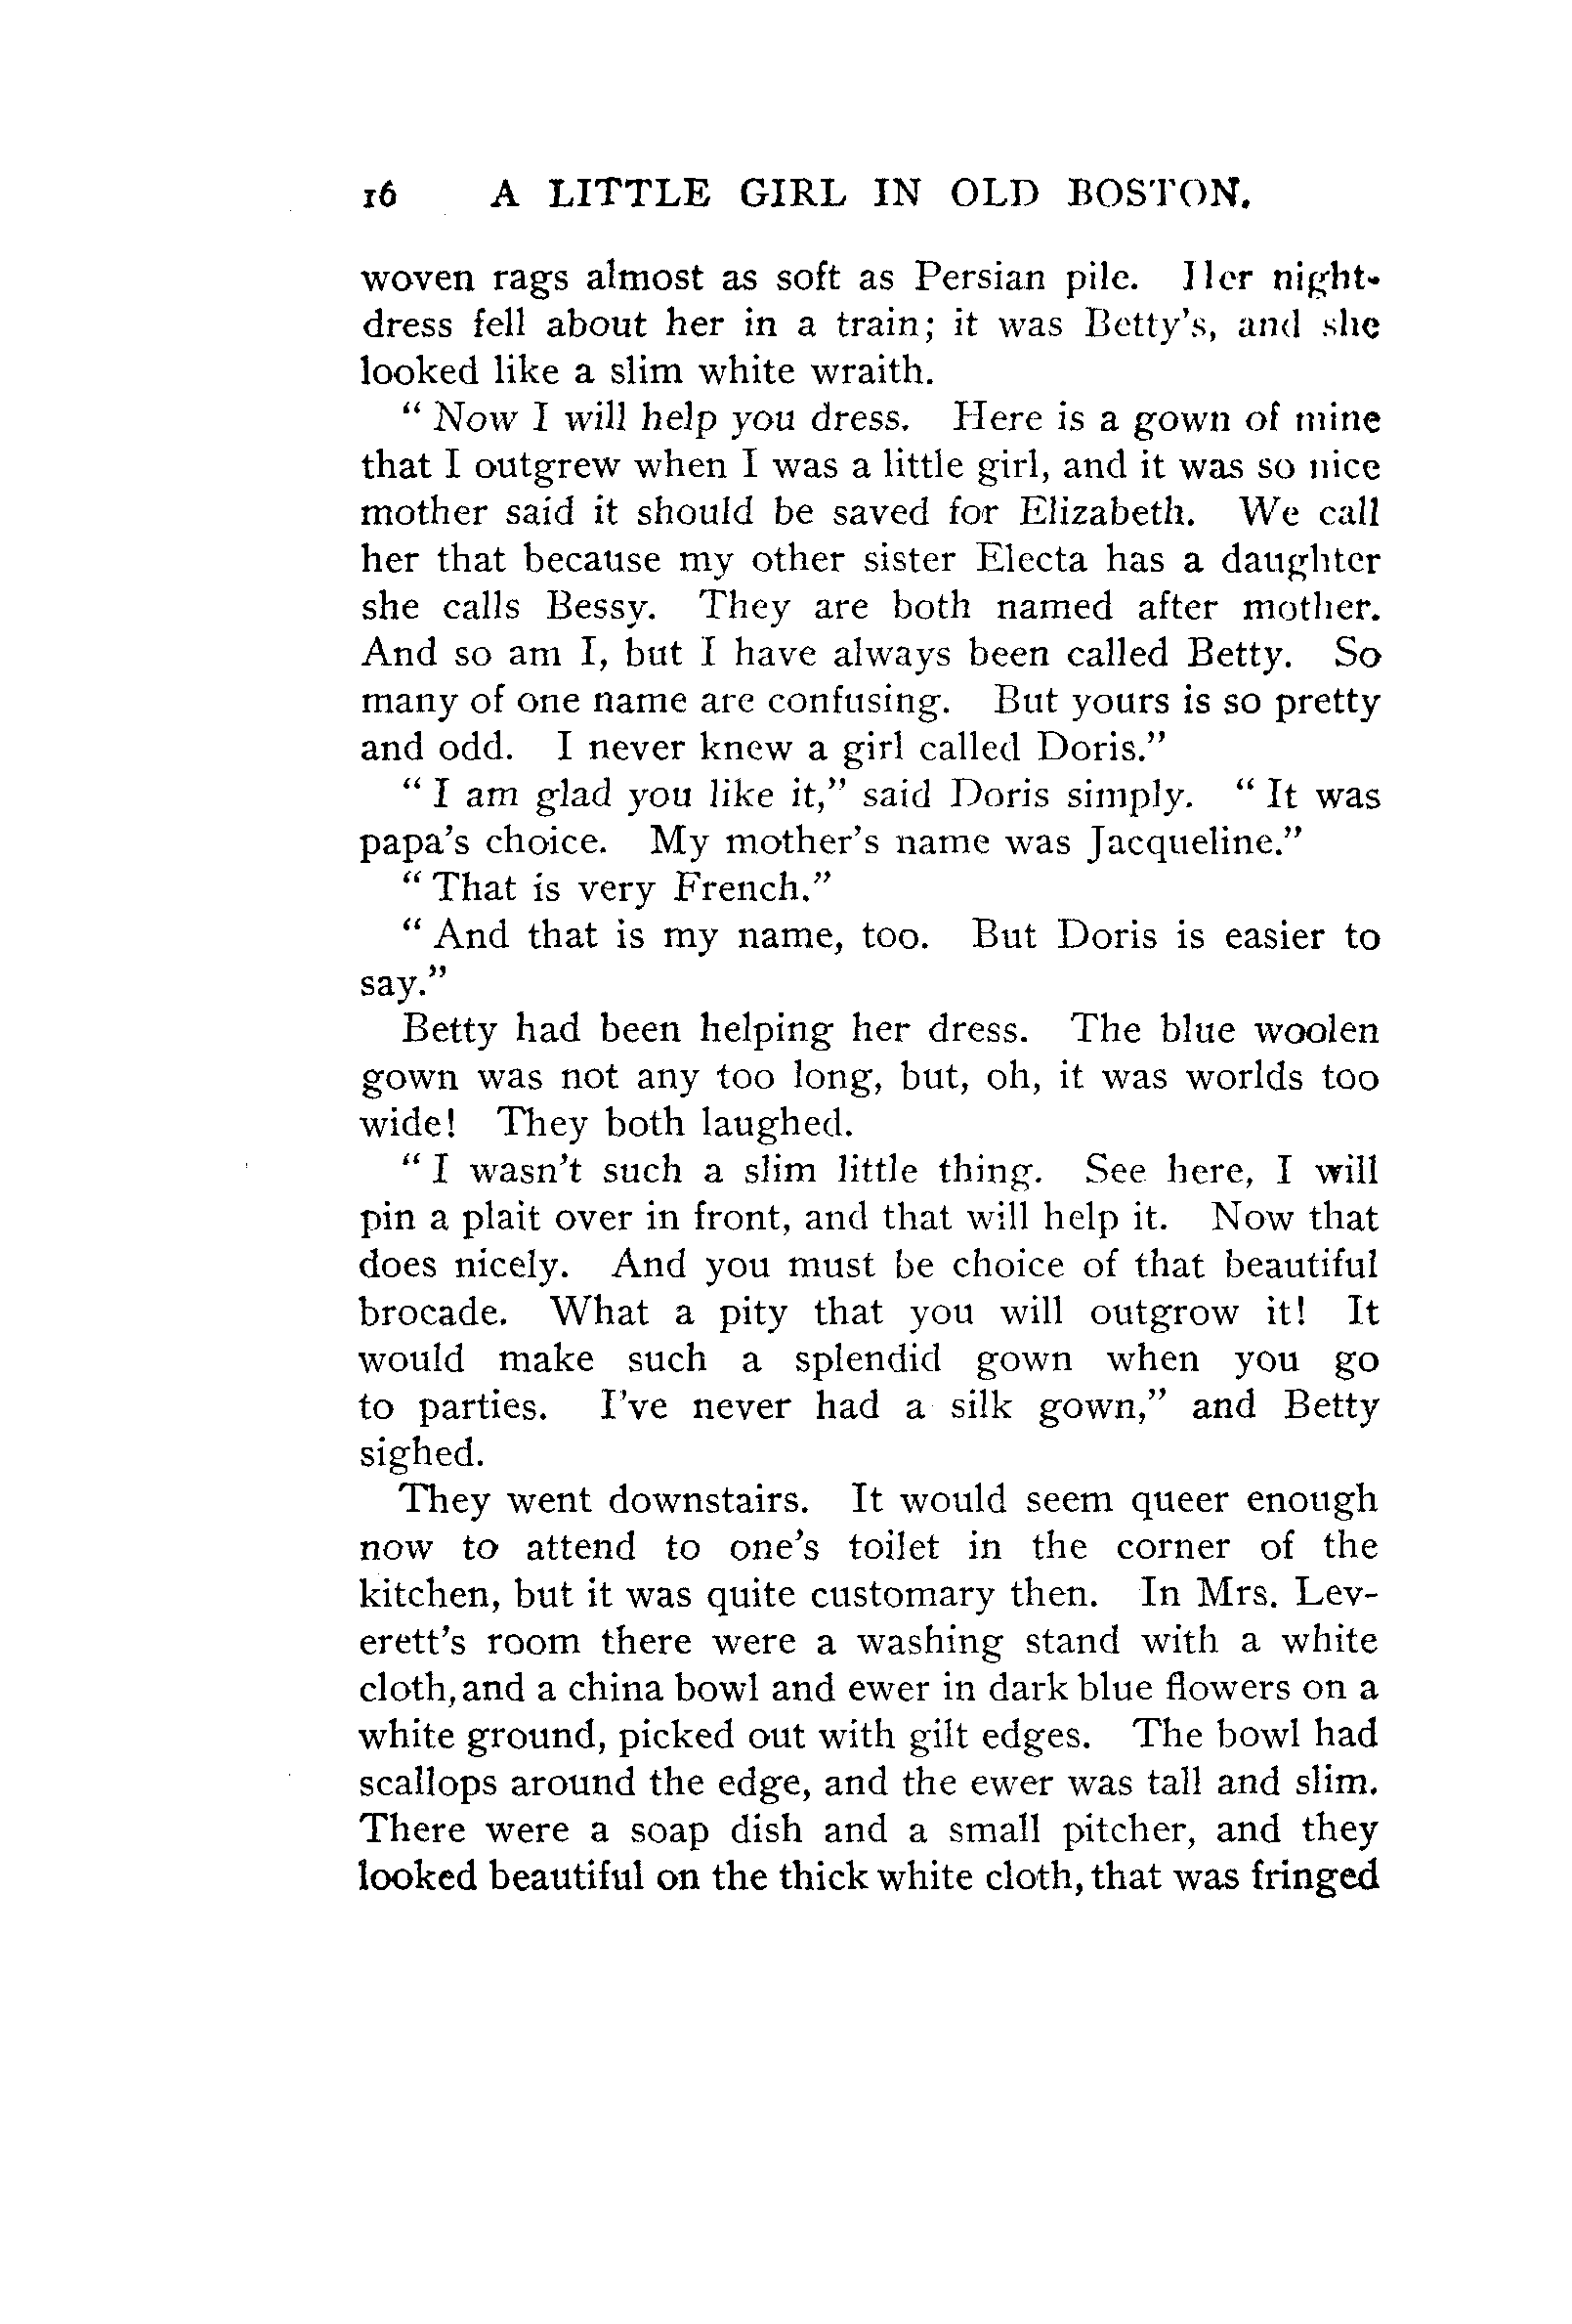 16 A LITTLE GIRL IN OLD BOSTON.
woven rags almost as soft as Persian pile. Her night-
dress fell about her in a train; it was Betty's, and she
looked like a slim white wraith.
“ Now I will help you dress. Here is a gown of mine
that I outgrew when I was a little girl, and it was so nice
mother said it should be saved for Elizabeth. We call
her that because my other sister Electa has a daughter
she calls Bessy. They are both named after mother.
And so am I, but I have always been called Betty. So
many of one name are confusing. But yours is so pretty
and odd. I never knew a girl called Doris.”
“ I am glad you like it,” said Doris simply. “ It was
papa's choice. My mother's name was Jacqueline.”
“ That is very French.”
“ And that is my name, too. But Doris is easier to
say.”
Betty had been helping her dress. The blue woolen
gown was not any too long, but, oh, it was worlds too
wide! They both laughed.
“ I wasn't such a slim little thing. See here, I will
pin a plait over in front, and that will help it. Now that
does nicely. And you must be choice of that beautiful
brocade. What a pity that you will outgrow it! It
would make such a splendid gown when you go
to parties. I've never had a silk gown,” and Betty
sighed.
They went downstairs. It would seem queer enough
now to attend to one's toilet in the corner of the
kitchen, but it was quite customary then. In Mrs. Lev-
erett's room there were a washing stand with a white
cloth, and a china bowl and ewer in dark blue flowers on a
white ground, picked out with gilt edges. The bowl had
scallops around the edge, and the ewer was tall and slim.
There were a soap dish and a small pitcher, and they
looked beautiful on the thick white cloth, that was fringed